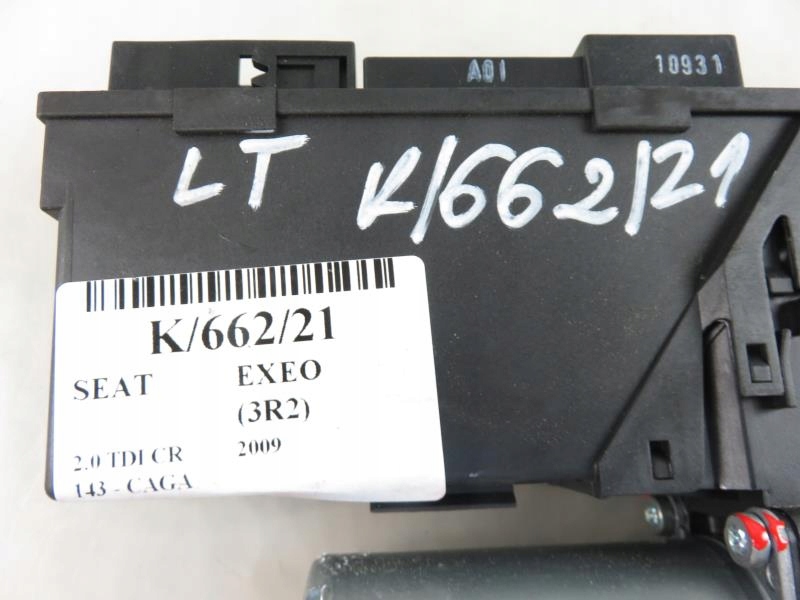 A01 10931
LT K/662/21
K/662/21
SEAT EXEO
(3R2)
2.0 TDI CR 2009
143 - CAGA